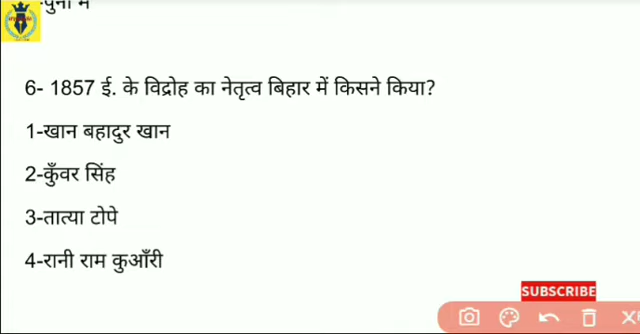 6- 1857 ई. के विद्रोह का नेतृत्व बिहार में किसने किया?
1-खान बहादुर खान
2-कुँवर सिंह
3-तात्या टोपे
4-रानी राम कुआँरी
SUBSCRIBE